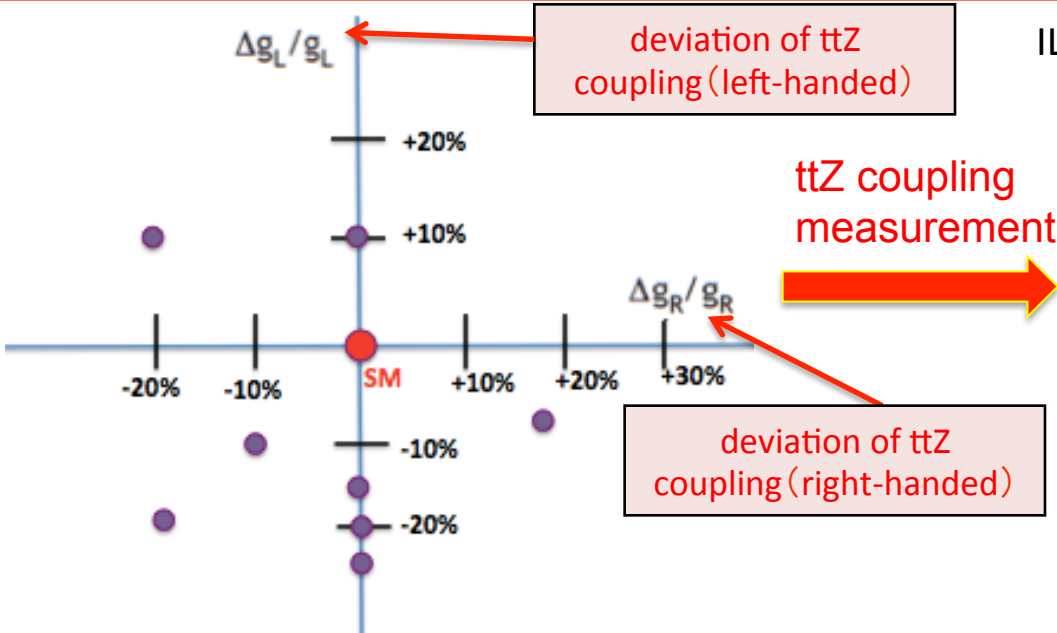 Δg_L/g_L
deviation of ttZ
coupling（left-handed）
IL
+20%
ttZ coupling
measurement
+10%
Δg_R/g_R
-20%
-10%
SM
+10%
+20%
+30%
-10%
deviation of ttZ
coupling（right-handed）
-20%